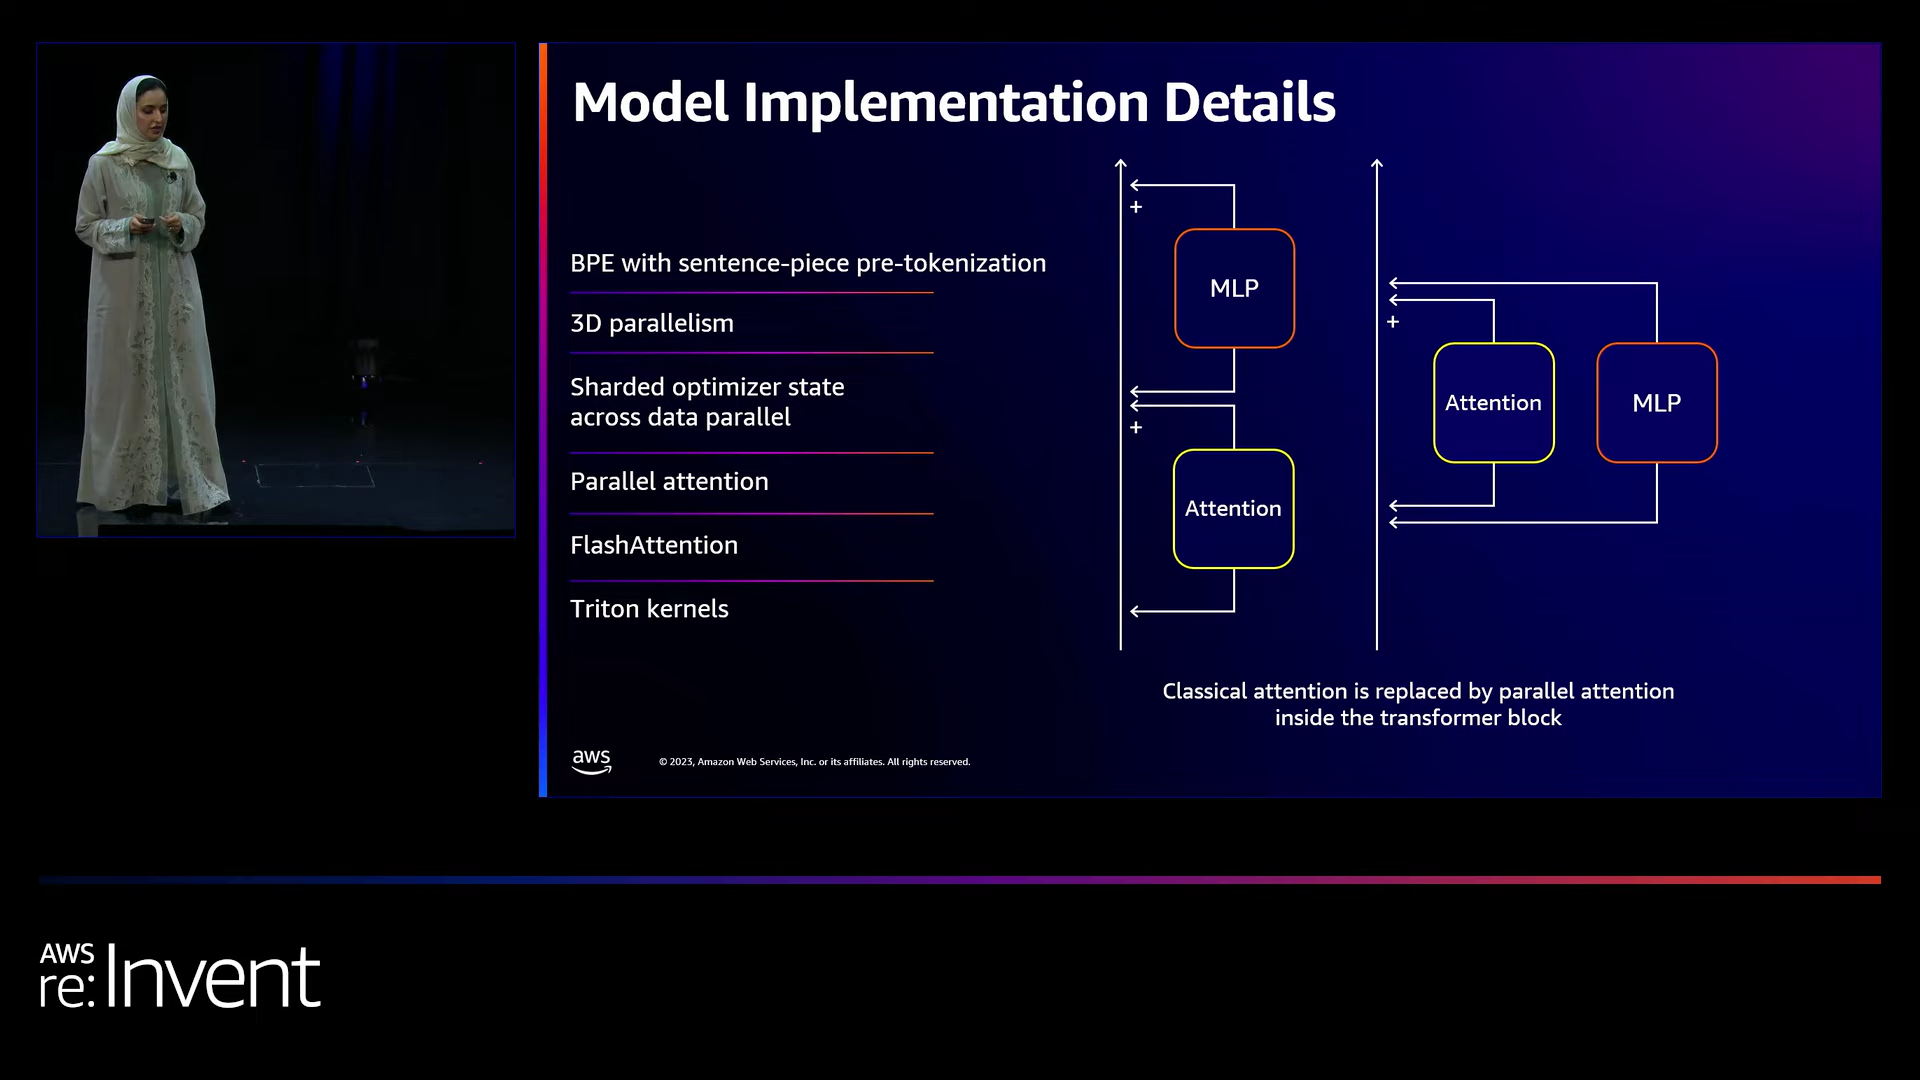 Model Implementation Details
BPE with sentence-piece pre-tokenization
3D parallelism
Sharded optimizer state
across data parallel
Parallel attention
FlashAttention
Triton kernels
+
MLP
+
Attention
+
Attention
MLP
Classical attention is replaced by parallel attention
inside the transformer block
aws
© 2023, Amazon Web Services, Inc. or its affiliates. All rights reserved.
AWS
re:Invent